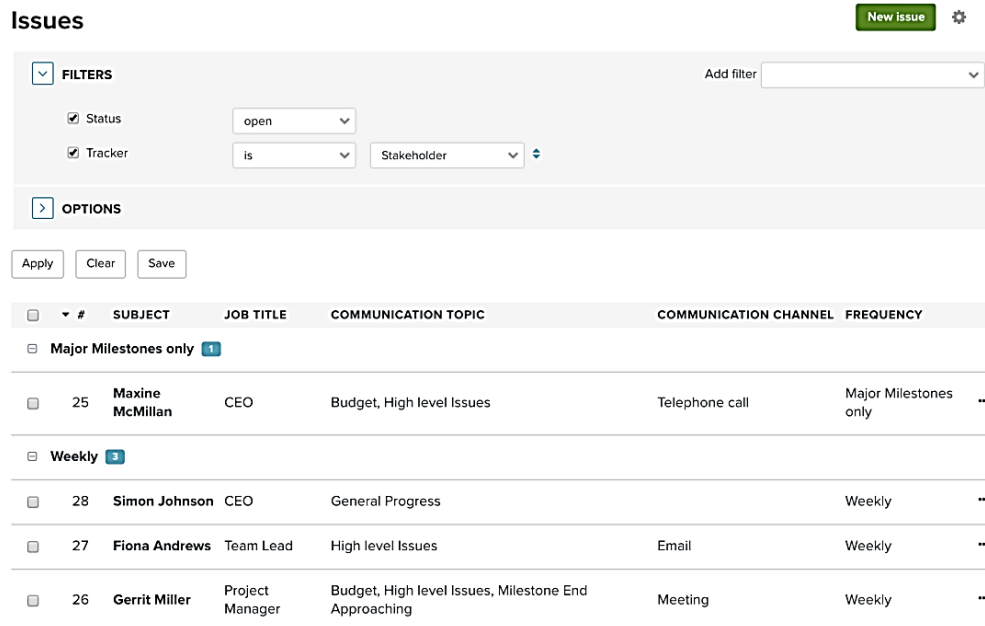 Issues
New issue
FILTERS
Add filter
Status
open
Tracker
is
Stakeholder
OPTIONS
Apply
Clear
Save
# SUBJECT JOB TITLE COMMUNICATION TOPIC COMMUNICATION CHANNEL FREQUENCY
Major Milestones only 1
25 Maxine McMillan CEO Budget, High level Issues Telephone call Major Milestones only
Weekly 3
28 Simon Johnson CEO General Progress Weekly
27 Fiona Andrews Team Lead High level Issues Email Weekly
26 Gerrit Miller Project Manager Budget, High level Issues, Milestone End Approaching Meeting Weekly